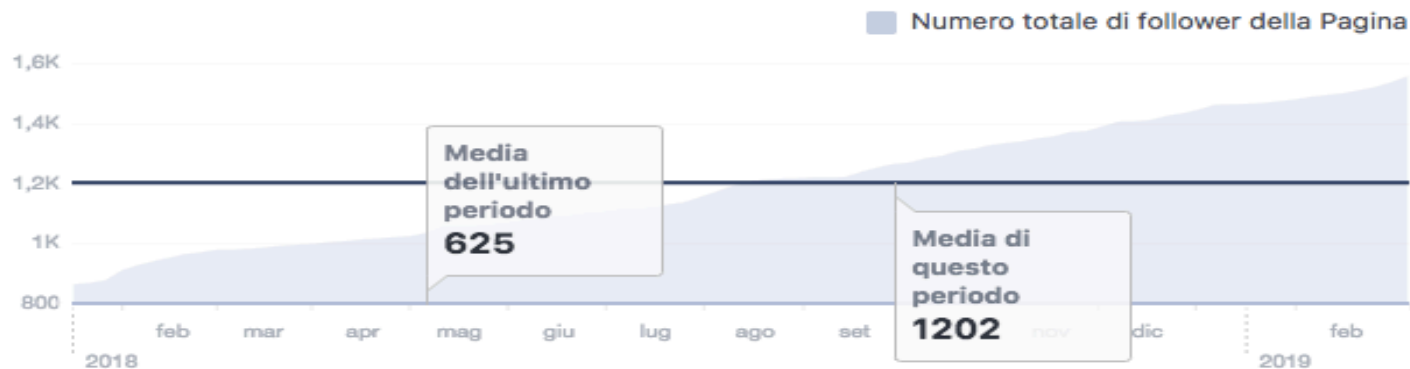 Numero totale di follower della Pagina
1,6K
1,4K
1,2K
1K
800
Media
dell'ultimo
periodo
625
Media di
questo
periodo
1202
feb mar apr mag giu lug ago set nov dic feb
2018 2019